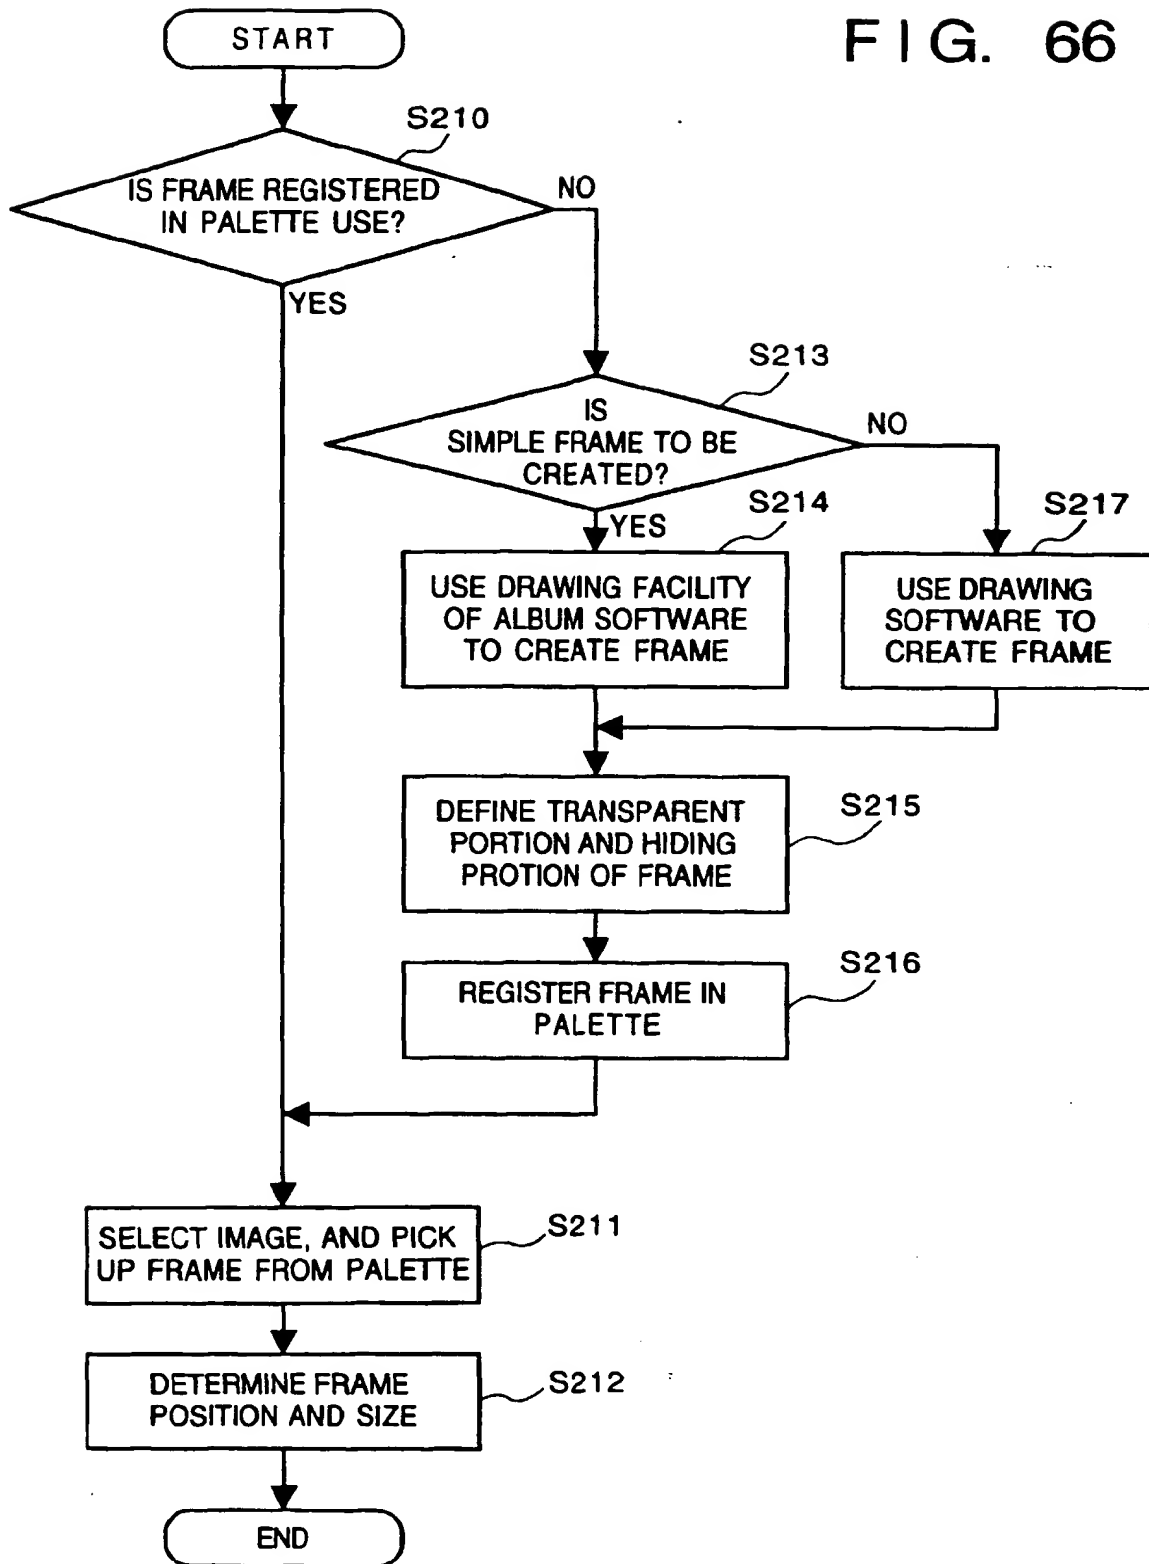 FIG. 66
START
S210
IS FRAME REGISTERED
IN PALETTE USE?
NO
YES
S213
IS
SIMPLE FRAME TO BE
CREATED?
NO
YES
S214
USE DRAWING FACILITY
OF ALBUM SOFTWARE
TO CREATE FRAME
S217
USE DRAWING
SOFTWARE TO
CREATE FRAME
DEFINE TRANSPARENT
PORTION AND HIDING
PROTION OF FRAME
S215
REGISTER FRAME IN
PALETTE
S216
SELECT IMAGE, AND PICK
UP FRAME FROM PALETTE
S211
DETERMINE FRAME
POSITION AND SIZE
S212
END